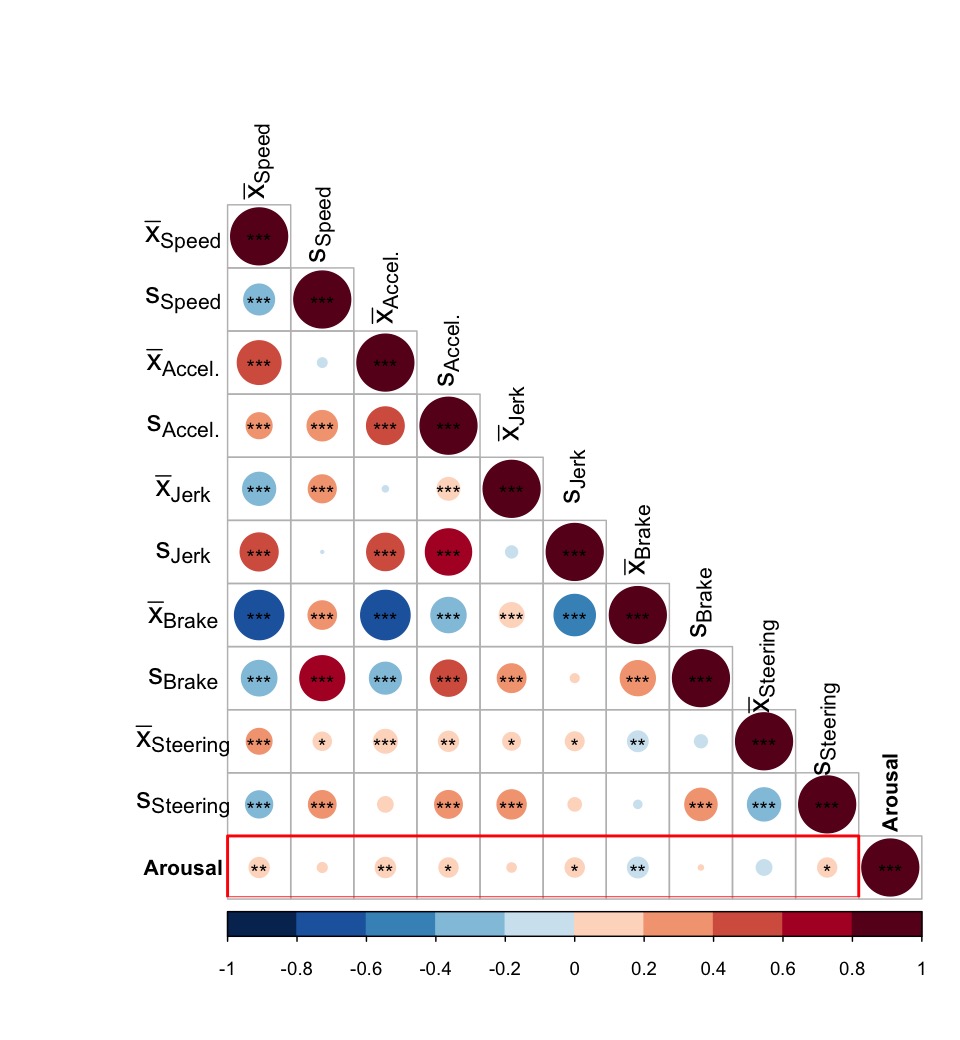 x̅Speed
sSpeed
x̅Accel.
sAccel.
x̅Jerk
sJerk
x̅Brake
sBrake
x̅Steering
sSteering
Arousal
x̅Speed ***
sSpeed *** ***
x̅Accel. *** ***
sAccel. *** *** *** ***
x̅Jerk *** *** *** ***
sJerk *** *** *** ***
x̅Brake *** *** *** *** *** *** ***
sBrake *** *** *** *** *** *** ***
x̅Steering *** * *** ** * * ** ***
sSteering *** *** *** *** *** *** ***
Arousal ** ** * * ** * ***
-1 -0.8 -0.6 -0.4 -0.2 0 0.2 0.4 0.6 0.8 1